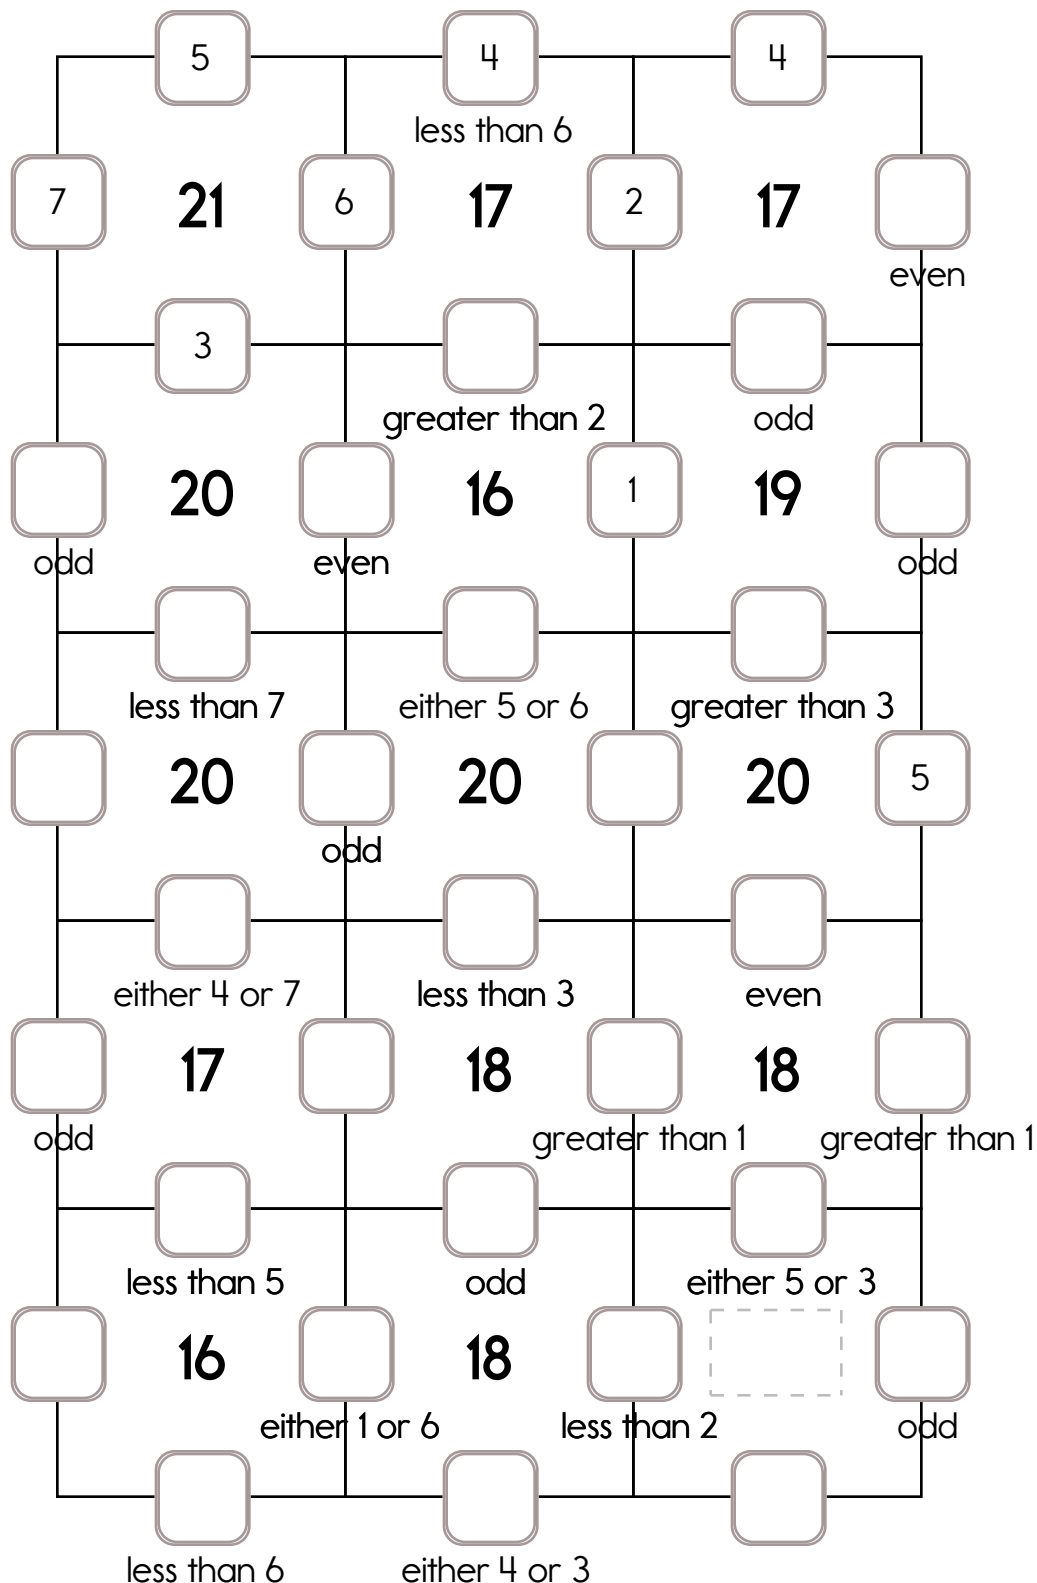 5 4 4
less than 6
7 21 6 17 2 17
even
3
greater than 2 odd
20 16 1 19
odd even odd
less than 7 either 5 or 6 greater than 3
20 20 20 5
odd
either 4 or 7 less than 3 even
17 18 18
odd greater than 1 greater than 1
less than 5 odd either 5 or 3
16 18
either 1 or 6 less than 2 odd
less than 6 either 4 or 3